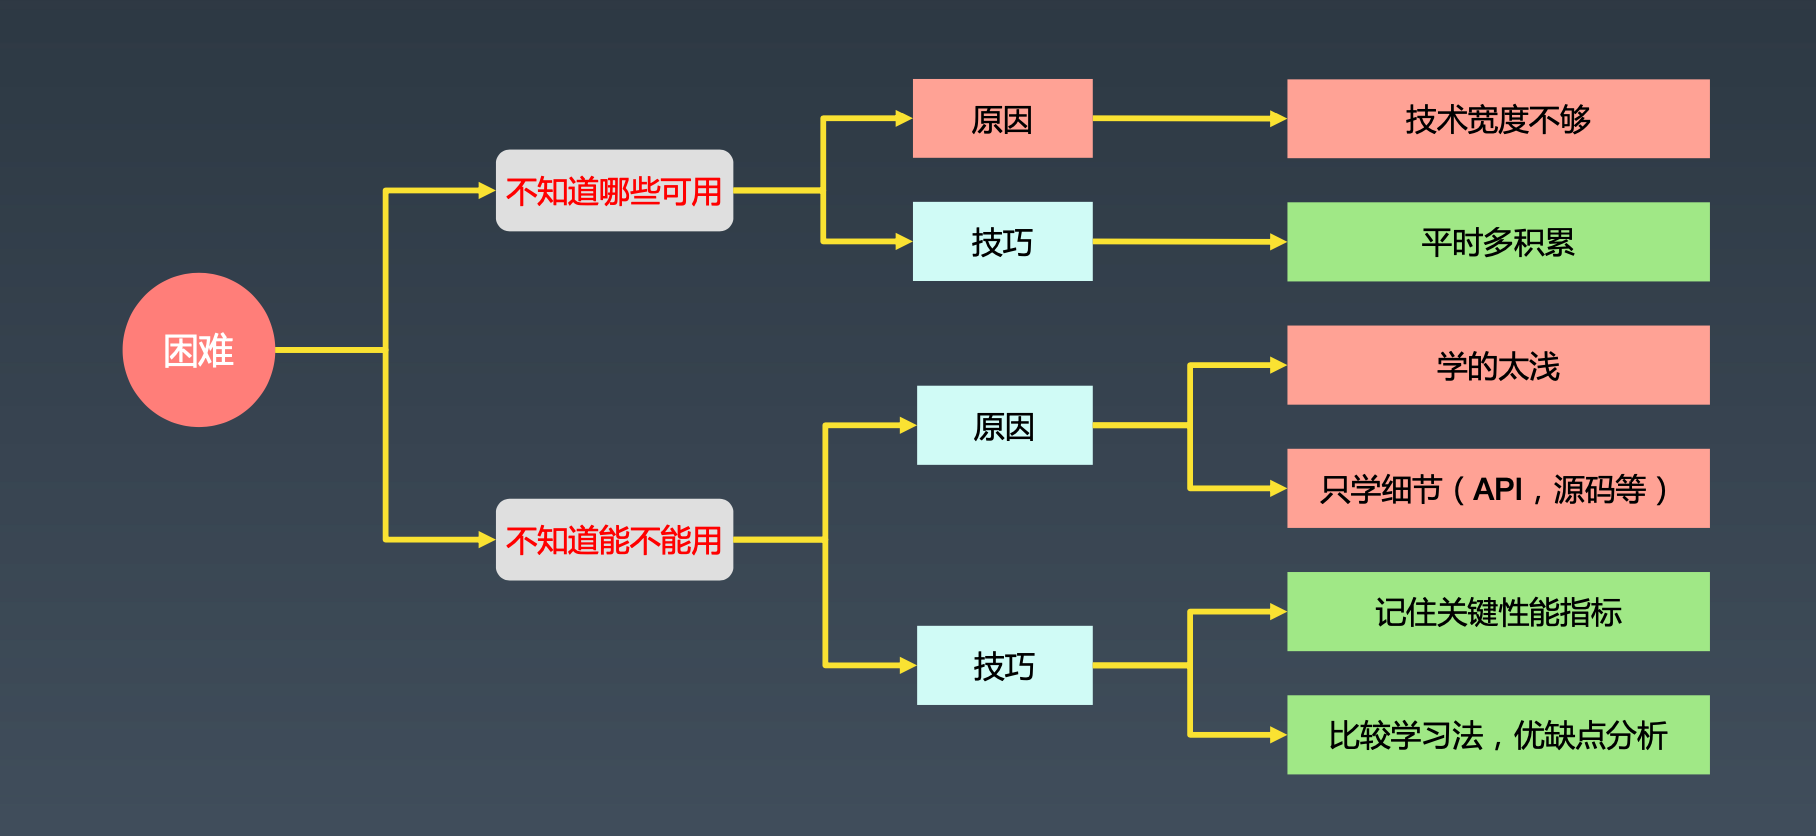 困难
不知道哪些可用
原因
技术宽度不够
技巧
平时多积累
不知道能不能用
原因
学的太浅
只学细节（API，源码等）
技巧
记住关键性能指标
比较学习法，优缺点分析